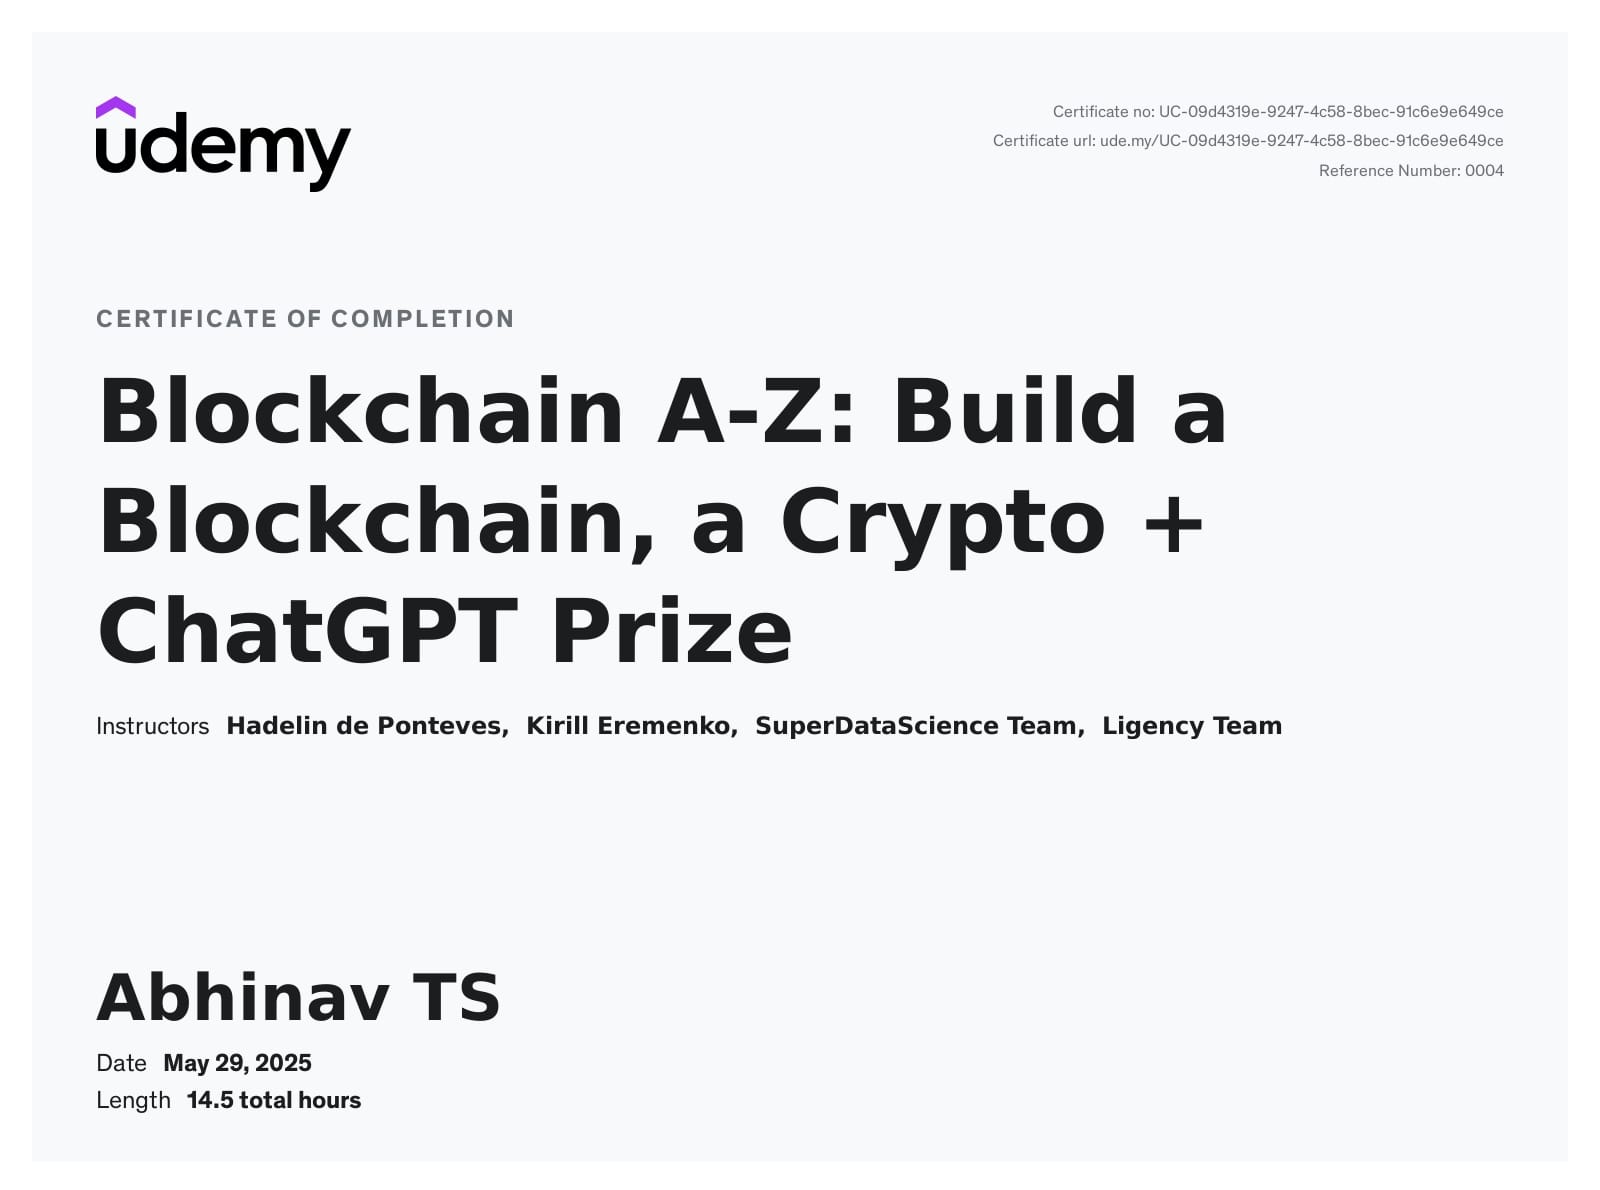 udemy
Certificate no: UC-09d4319e-9247-4c58-8bec-91c6e9e649ce
Certificate url: ude.my/UC-09d4319e-9247-4c58-8bec-91c6e9e649ce
Reference Number: 0004
CERTIFICATE OF COMPLETION
Blockchain A-Z: Build a
Blockchain, a Crypto +
ChatGPT Prize
Instructors Hadelin de Ponteves, Kirill Eremenko, SuperDataScience Team, Ligency Team
Abhinav TS
Date May 29, 2025
Length 14.5 total hours